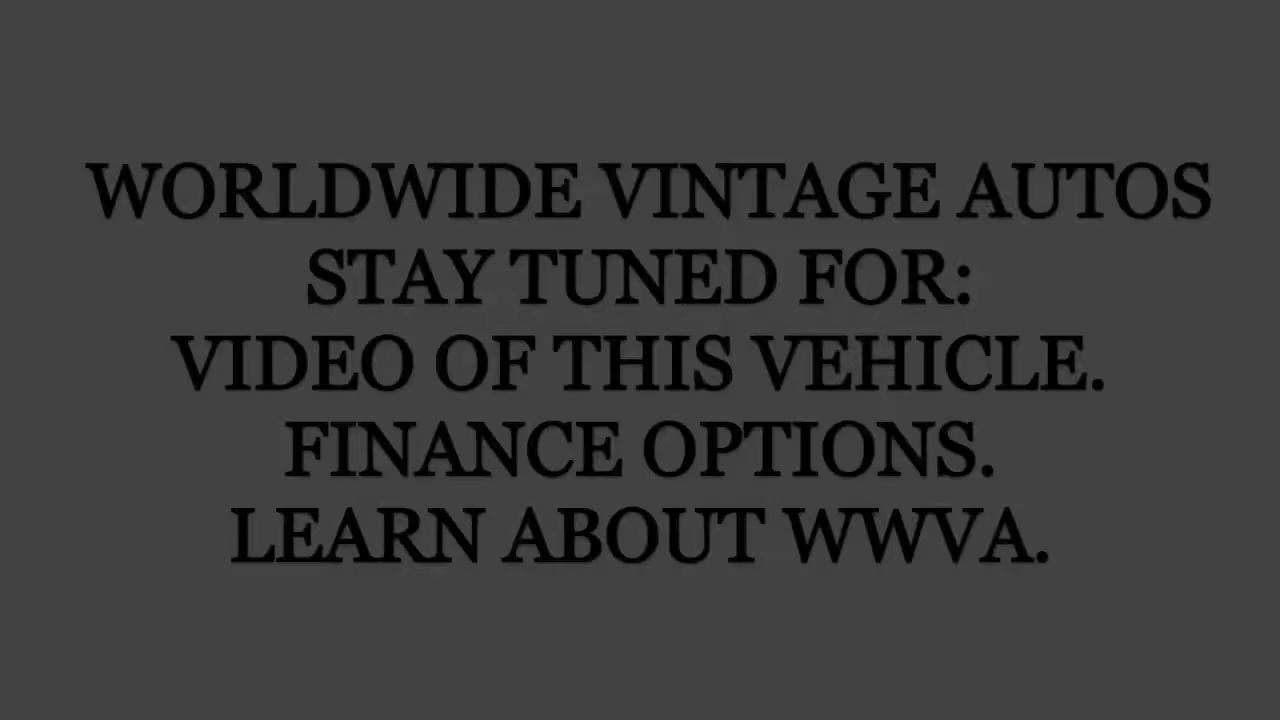 WORLDWIDE VINTAGE AUTOS
STAY TUNED FOR:
VIDEO OF THIS VEHICLE.
FINANCE OPTIONS.
LEARN ABOUT WWVA.